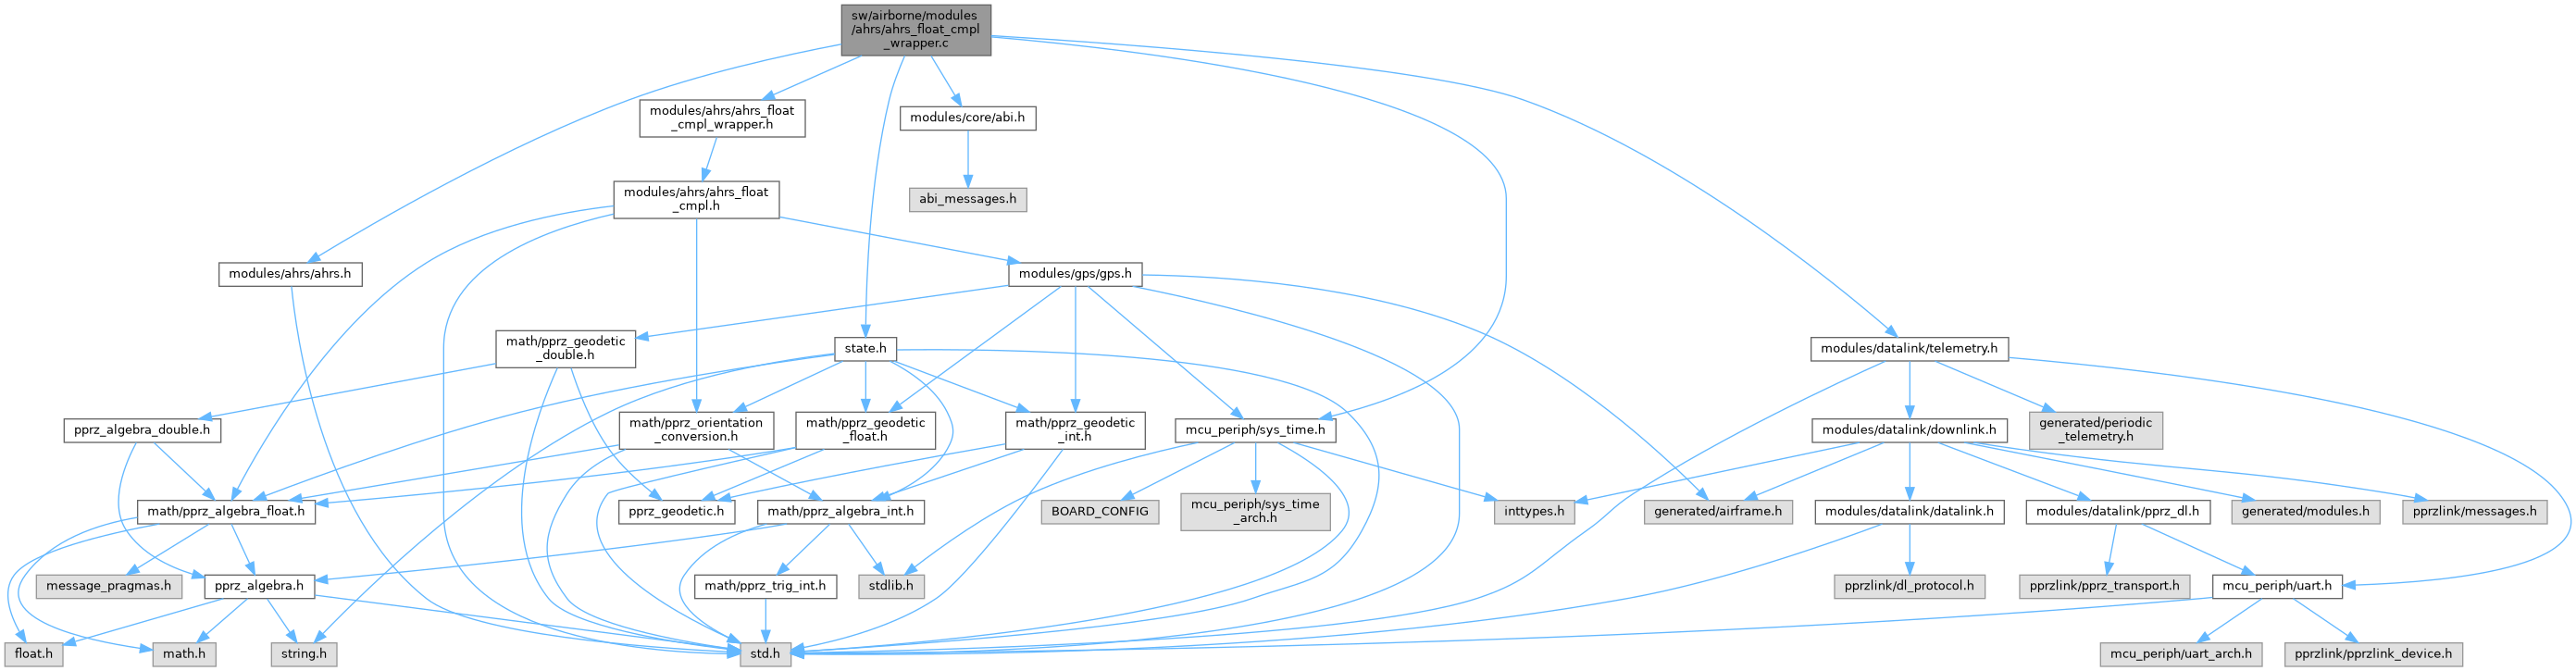 sw/airborne/modules
/ahrs/ahrs_float_cmpl
_wrapper.c
modules/ahrs/ahrs_float
_cmpl_wrapper.h
modules/core/abi.h
modules/ahrs/ahrs_float
_cmpl.h
abi_messages.h
modules/ahrs/ahrs.h
modules/gps/gps.h
math/pprz_geodetic
_double.h
state.h
modules/datalink/telemetry.h
pprz_algebra_double.h
math/pprz_orientation
_conversion.h
math/pprz_geodetic
_float.h
math/pprz_geodetic
_int.h
mcu_periph/sys_time.h
modules/datalink/downlink.h
generated/periodic
_telemetry.h
math/pprz_algebra_float.h
pprz_geodetic.h
math/pprz_algebra_int.h
BOARD_CONFIG
mcu_periph/sys_time
_arch.h
inttypes.h
generated/airframe.h
modules/datalink/datalink.h
modules/datalink/pprz_dl.h
generated/modules.h
pprzlink/messages.h
message_pragmas.h
pprz_algebra.h
math/pprz_trig_int.h
stdlib.h
pprzlink/dl_protocol.h
pprzlink/pprz_transport.h
mcu_periph/uart.h
float.h
math.h
string.h
std.h
mcu_periph/uart_arch.h
pprzlink/pprzlink_device.h